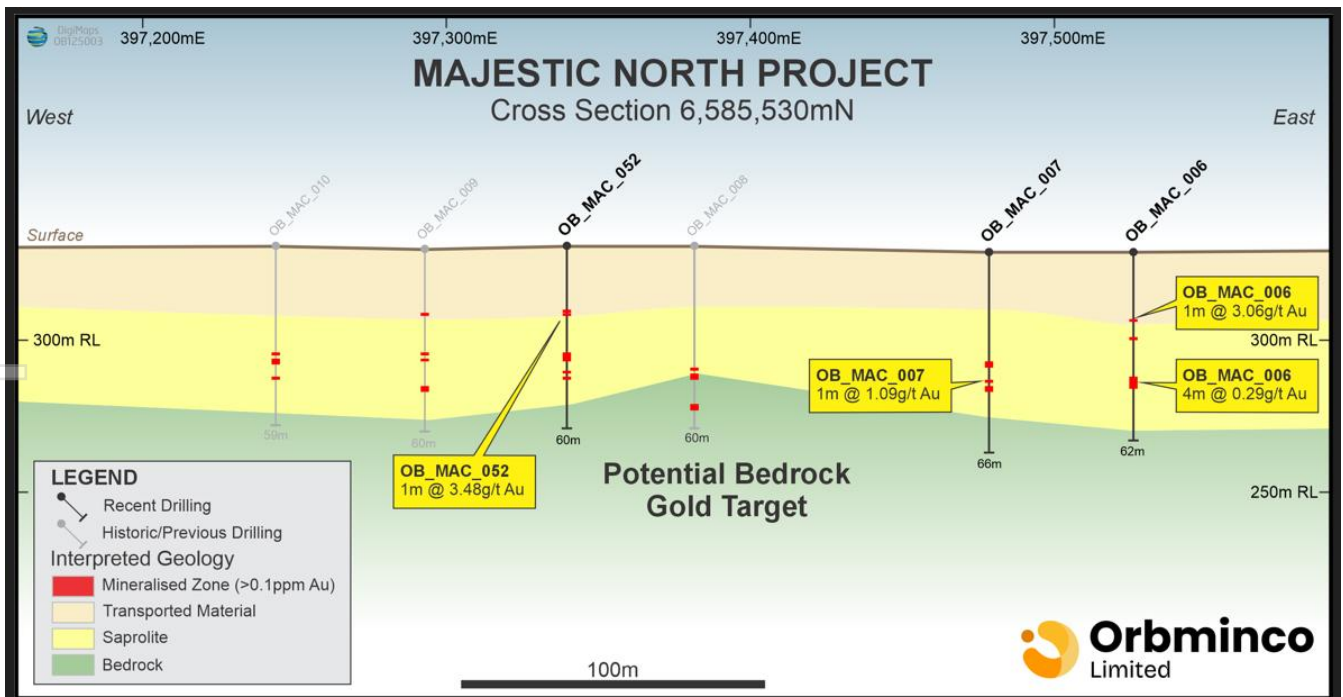 DigiMaps
OB125003
397,200mE
397,300mE
397,400mE
397,500mE
MAJESTIC NORTH PROJECT
Cross Section 6,585,530mN
West
East
OB_MAC_010
OB_MAC_009
OB_MAC_052
OB_MAC_008
OB_MAC_007
OB_MAC_006
Surface
OB_MAC_006
1m @ 3.06g/t Au
300m RL
300m RL
OB_MAC_007
1m @ 1.09g/t Au
OB_MAC_006
4m @ 0.29g/t Au
59m
60m
60m
60m
66m
62m
OB_MAC_052
1m @ 3.48g/t Au
Potential Bedrock
Gold Target
250m RL
LEGEND
Recent Drilling
Historic/Previous Drilling
Interpreted Geology
Mineralised Zone (>0.1ppm Au)
Transported Material
Saprolite
Bedrock
100m
Orbminco
Limited